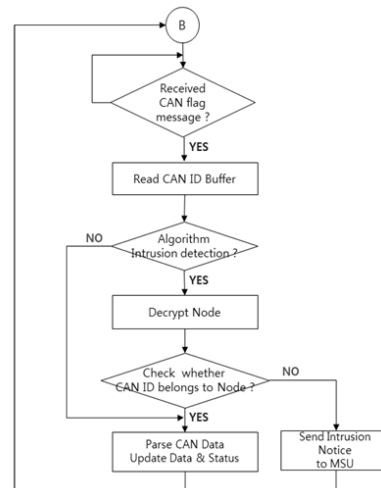 B
Received
CAN flag
message ?
YES
Read CAN ID Buffer
NO
Algorithm
Intrusion detection ?
YES
Decrypt Node
Check whether
CAN ID belongs to Node ?
NO
YES
Parse CAN Data
Update Data & Status
Send Intrusion
Notice
to MSU